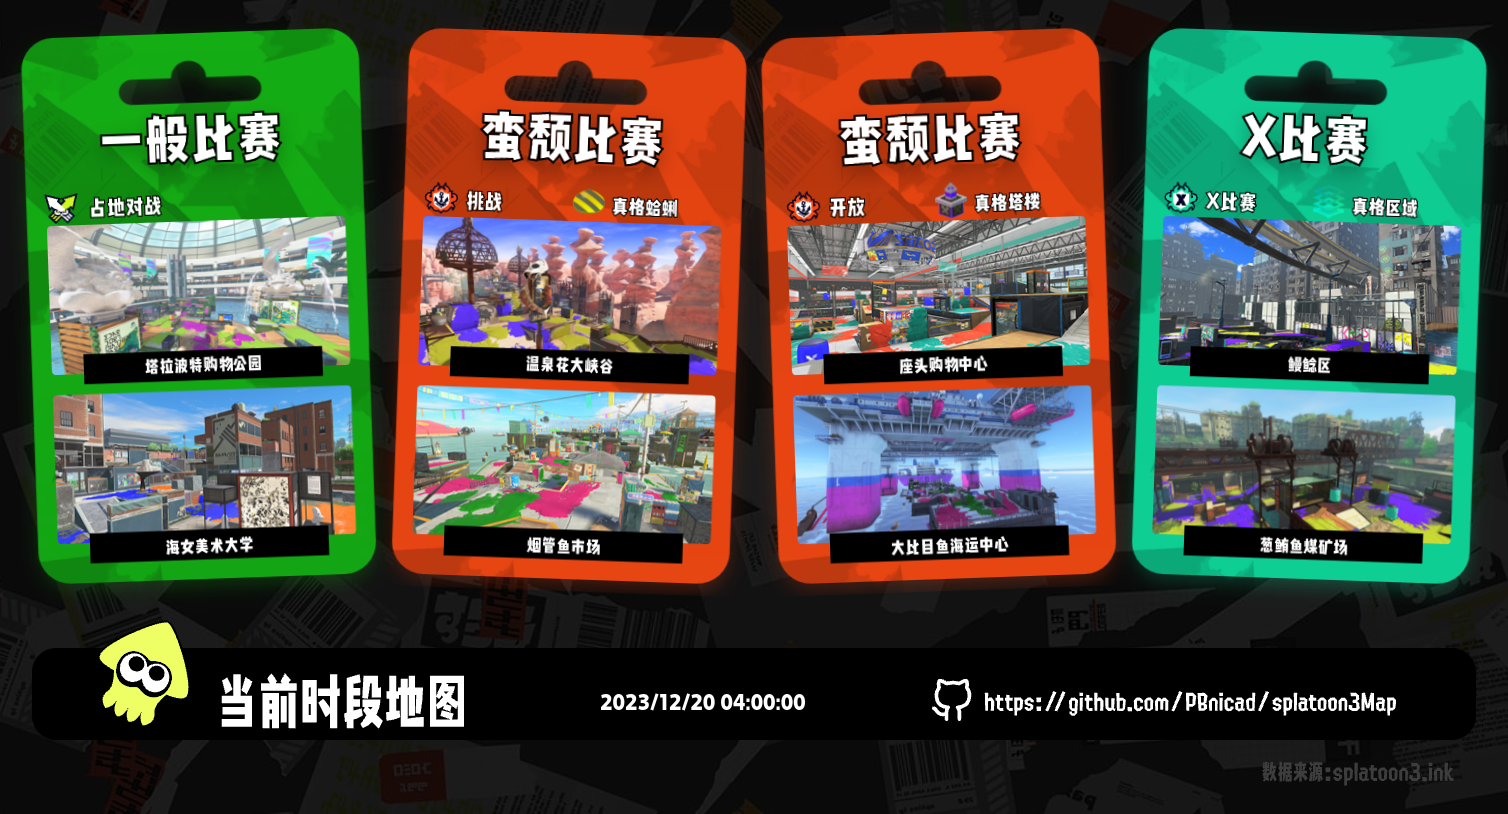 一般比赛
占地对战
塔拉波特购物公园
海女美术大学
蛮颓比赛
挑战
真格蛤蜊
温泉花大峡谷
烟管鱼市场
蛮颓比赛
开放
真格塔楼
座头购物中心
大比目鱼海运中心
X比赛
X比赛
真格区域
鳗鲶区
葱鲔鱼煤矿场
当前时段地图
2023/12/20 04:00:00
https://github.com/PBnicad/splatoon3Map
数据来源:splatoon3.ink